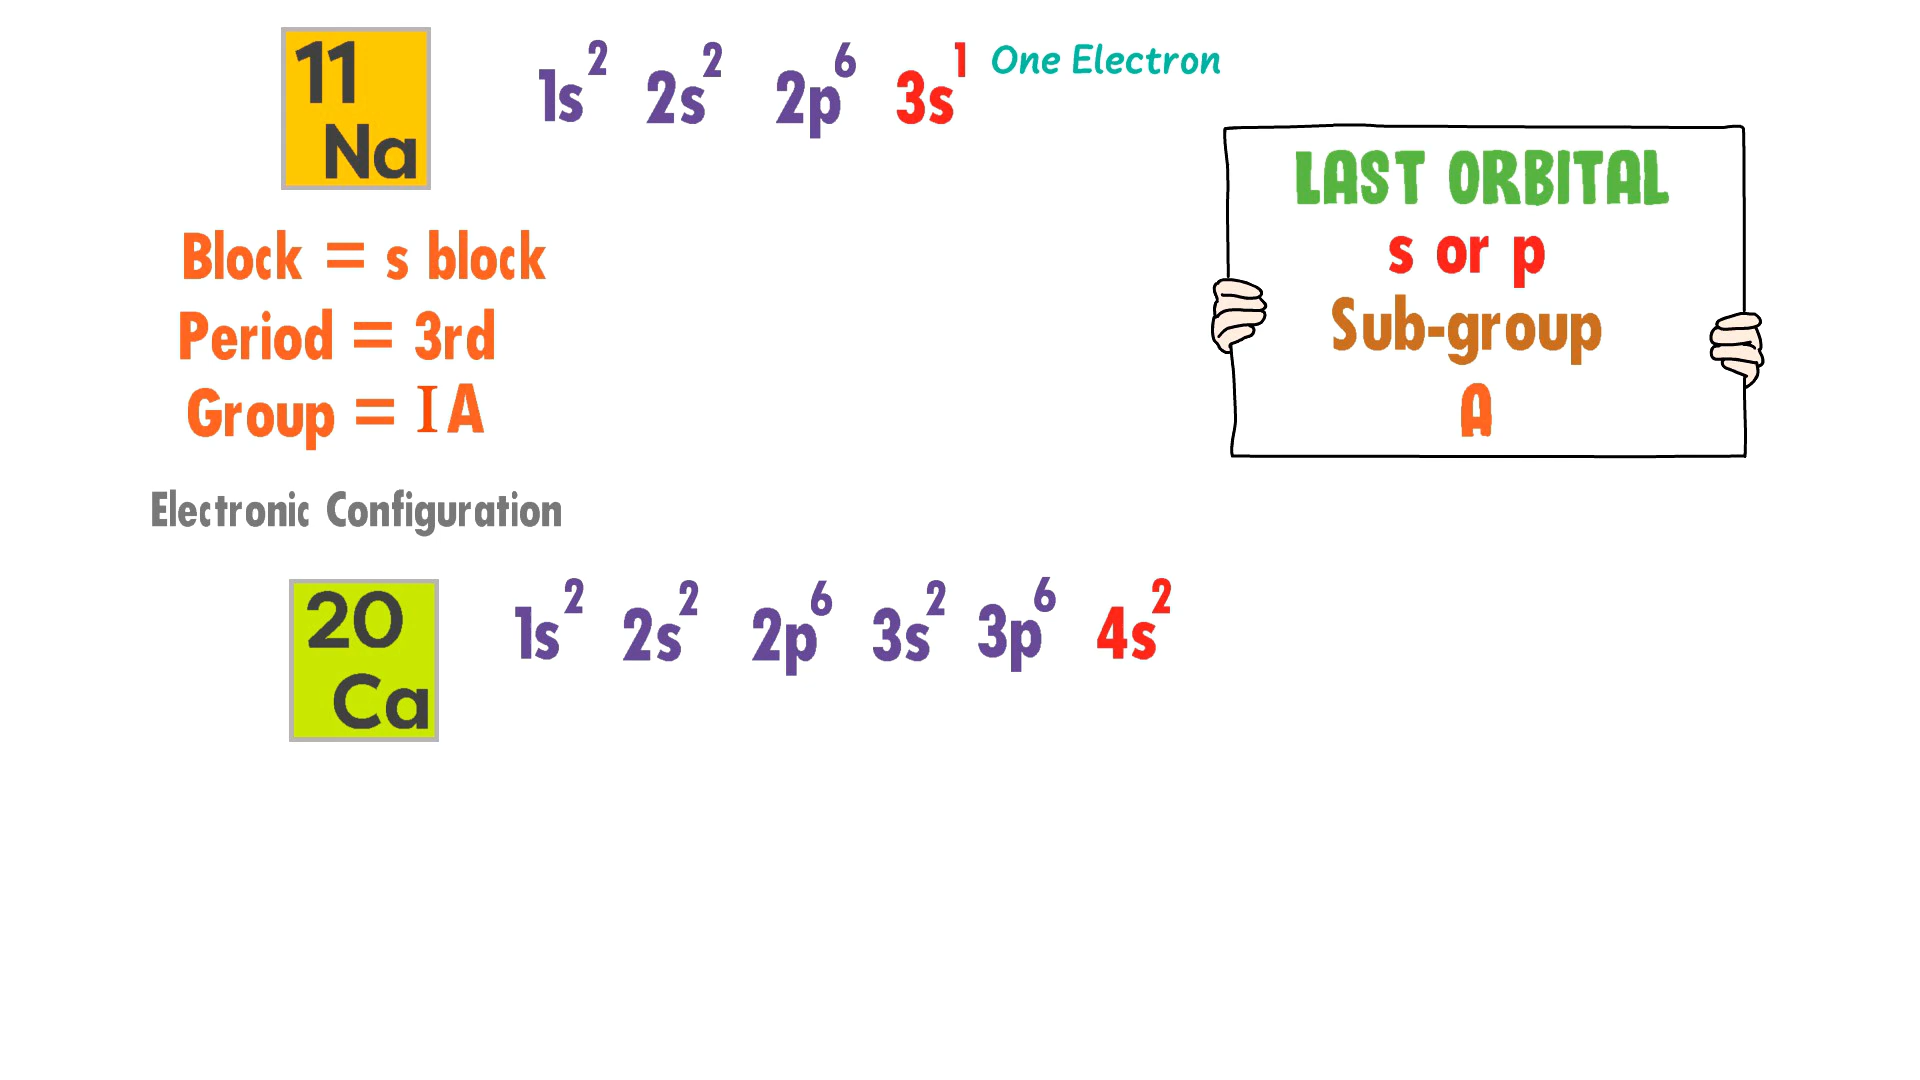 11
Na
1s² 2s² 2p⁶ 3s¹ One Electron
LAST ORBITAL
s or p
Sub-group
A
Block = s block
Period = 3rd
Group = I A
Electronic Configuration
20
Ca
1s² 2s² 2p⁶ 3s² 3p⁶ 4s²